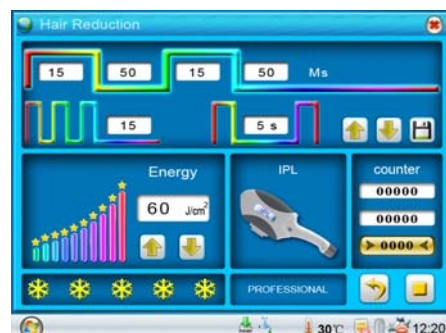 Hair Reduction
15 50 15 50 Ms
15 5 s
Energy IPL counter
60 J/cm²
00000
00000
0000
PROFESSIONAL
30℃ 12:20